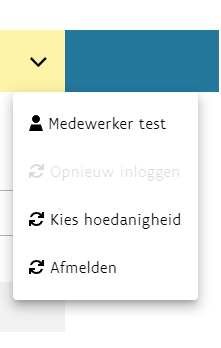 Medewerker test
Opnieuw inloggen
Kies hoedanigheid
Afmelden